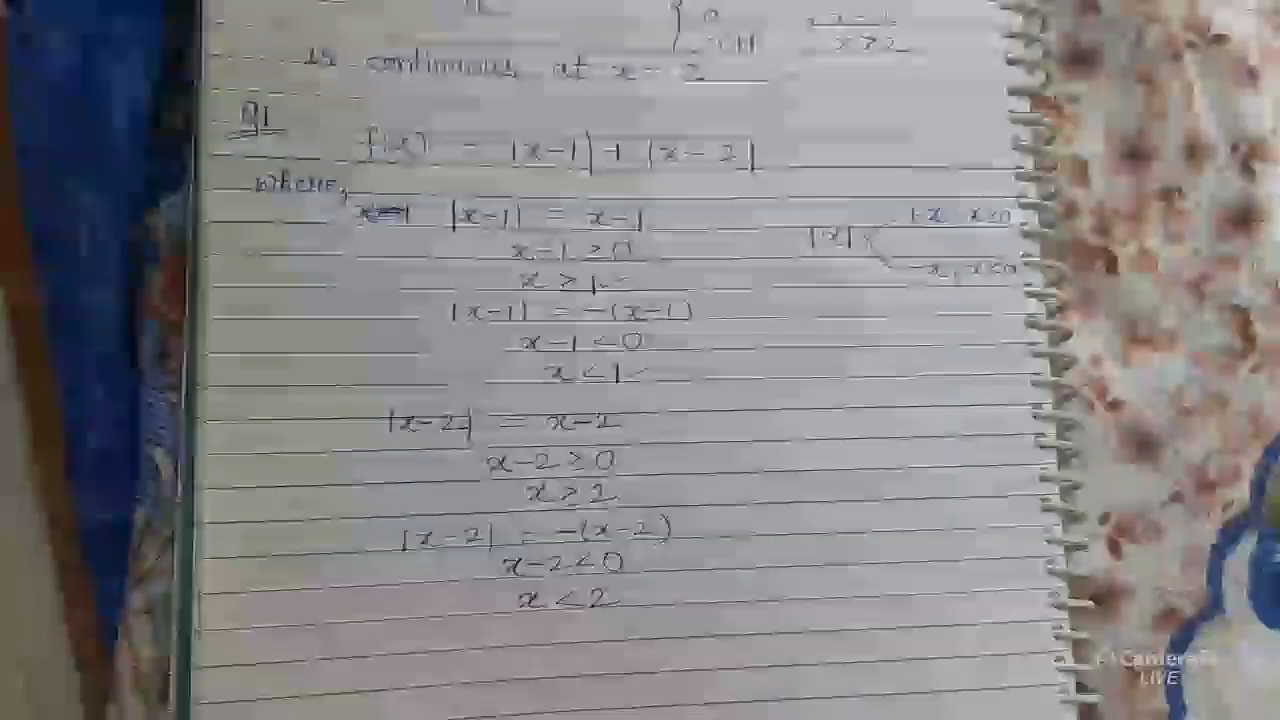 is continuous at x = 2
Q1
f(x) = |x-1| + |x-2|
where,
|x-1| = x-1
x-1 ≥ 0
x > 1
|x| x ≥ 0
-x, x<0
|x-1| = -(x-1)
x-1 < 0
x < 1
|x-2| = x-2
x-2 ≥ 0
x ≥ 2
|x-2| = -(x-2)
x-2 < 0
x < 2
LIVE